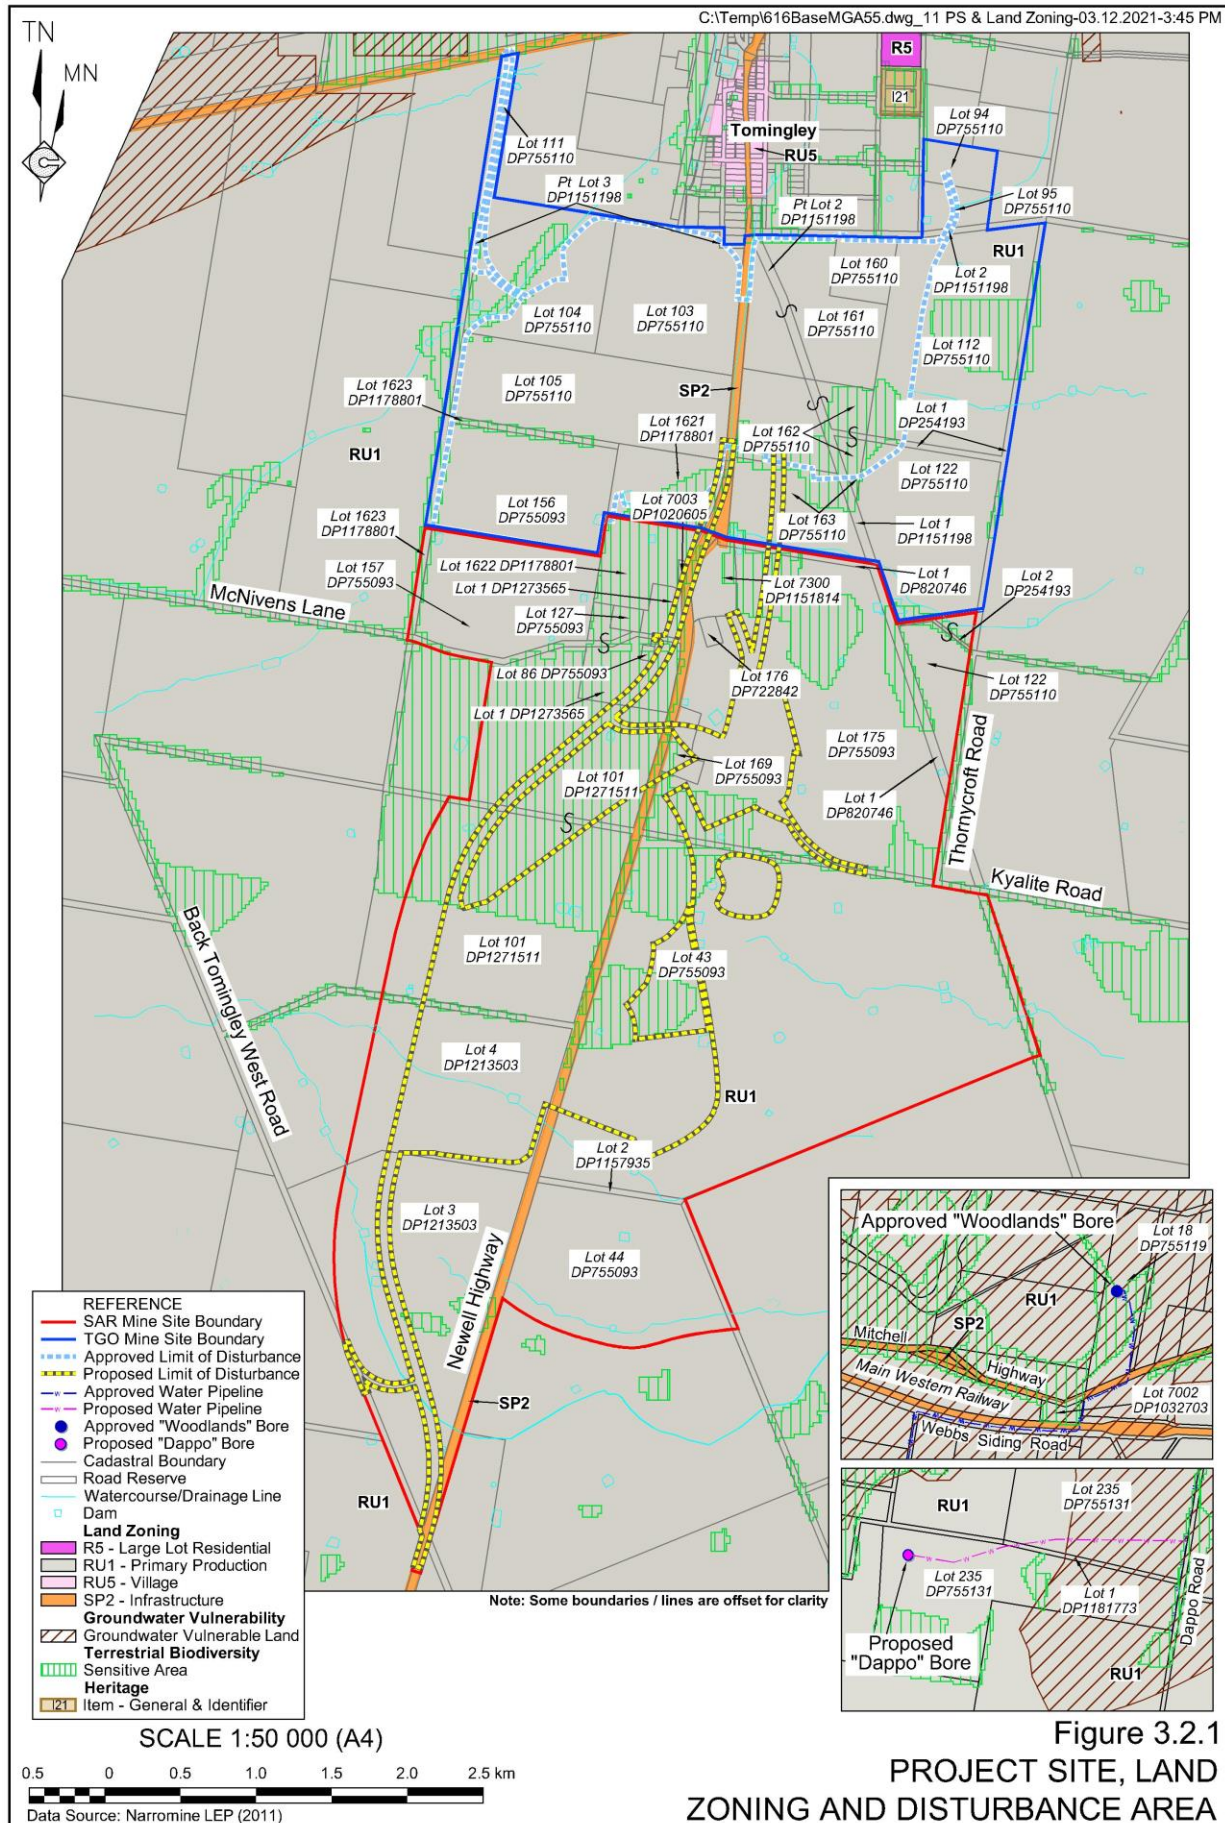 C:\Temp\616BaseMGA55.dwg_11 PS & Land Zoning-03.12.2021-3:45 PM
TN
MN
R5
I21
Lot 94
DP755110
Tomingley
RU5
Lot 111
DP755110
Pt Lot 3
DP1151198
Pt Lot 2
DP1151198
Lot 95
DP755110
RU1
Lot 160
DP755110
Lot 2
DP1151198
Lot 104
DP755110
Lot 103
DP755110
Lot 161
DP755110
Lot 112
DP755110
Lot 1623
DP1178801
Lot 105
DP755110
SP2
Lot 1621
DP1178801
Lot 162
DP755110
Lot 1
DP254193
RU1
Lot 122
DP755110
Lot 156
DP755093
Lot 7003
DP1020605
Lot 163
DP755110
Lot 1
DP1151198
Lot 1623
DP1178801
Lot 157
DP755093
Lot 1622 DP1178801
Lot 1 DP1273565
Lot 7300
DP1151814
Lot 1
DP820746
Lot 2
DP254193
McNivens Lane
Lot 127
DP755093
S
S
S
S
S
S
Lot 86 DP755093
Lot 176
DP722842
Lot 122
DP755110
Lot 1 DP1273565
Lot 175
DP755093
Lot 169
DP755093
Lot 101
DP1271511
Lot 1
DP820746
Thornycroft Road
Kyalite Road
Back Tomingley West Road
Lot 101
DP1271511
Lot 43
DP755093
Lot 4
DP1213503
RU1
Lot 2
DP1157935
Lot 3
DP1213503
Newell Highway
Lot 44
DP755093
SP2
RU1
Approved "Woodlands" Bore
Lot 18
DP755119
RU1
SP2
Mitchell
Highway
Main Western Railway
Lot 7002
DP1032703
Webbs Siding Road
RU1
Lot 235
DP755131
Lot 235
DP755131
Lot 1
DP1181773
Dappo Road
Proposed
"Dappo" Bore
RU1
REFERENCE
SAR Mine Site Boundary
TGO Mine Site Boundary
Approved Limit of Disturbance
Proposed Limit of Disturbance
w Approved Water Pipeline
w Proposed Water Pipeline
Approved "Woodlands" Bore
Proposed "Dappo" Bore
Cadastral Boundary
Road Reserve
Watercourse/Drainage Line
Dam
Land Zoning
R5 - Large Lot Residential
RU1 - Primary Production
RU5 - Village
SP2 - Infrastructure
Groundwater Vulnerability
Groundwater Vulnerable Land
Terrestrial Biodiversity
Sensitive Area
Heritage
I21 Item - General & Identifier
Note: Some boundaries / lines are offset for clarity
SCALE 1:50 000 (A4)
0.5 0 0.5 1.0 1.5 2.0 2.5 km
Data Source: Narromine LEP (2011)
Figure 3.2.1
PROJECT SITE, LAND
ZONING AND DISTURBANCE AREA